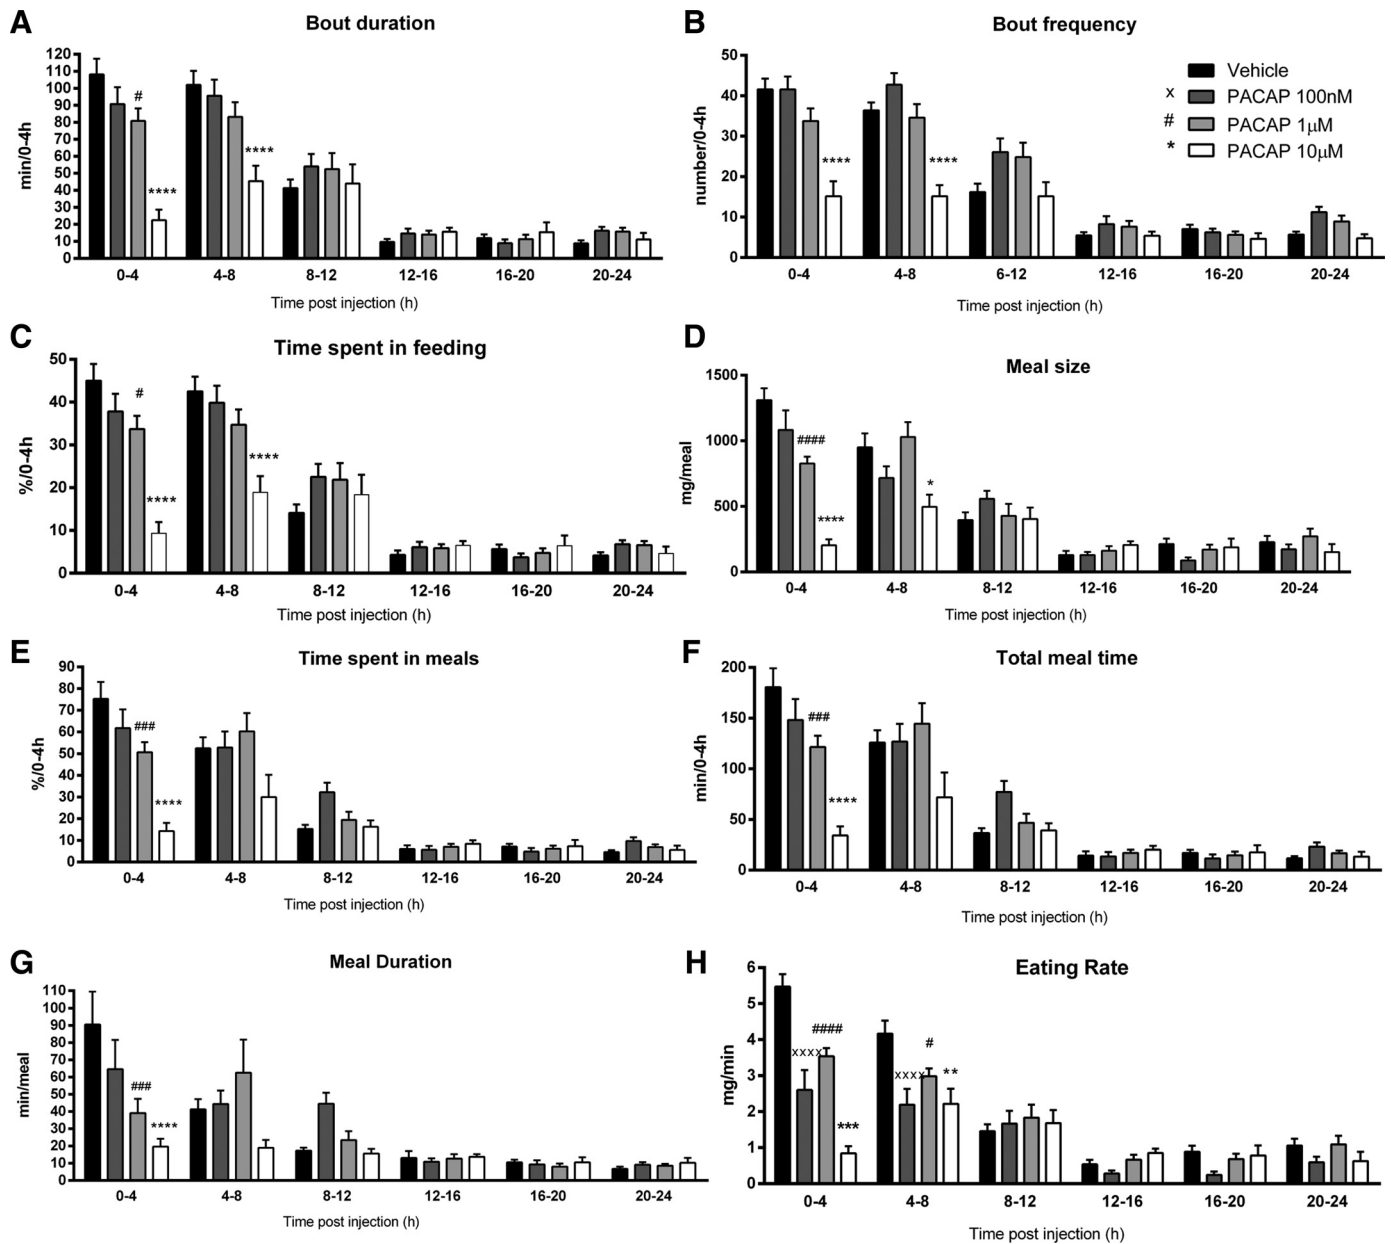 A
Bout duration
min/0-4h
120
110
100
90
80
70
60
50
40
30
20
10
0
#
****
****
0-4 4-8 8-12 12-16 16-20 20-24
Time post injection (h)
B
Bout frequency
number/0-4h
50
40
30
20
10
0
****
****
Vehicle
x PACAP 100nM
# PACAP 1μM
* PACAP 10μM
0-4 4-8 6-12 12-16 16-20 20-24
Time post injection (h)
C
Time spent in feeding
%/0-4h
50
40
30
20
10
0
#
****
****
0-4 4-8 8-12 12-16 16-20 20-24
Time post injection (h)
D
Meal size
mg/meal
1500
1000
500
0
####
****
*
0-4 4-8 8-12 12-16 16-20 20-24
Time post injection (h)
E
Time spent in meals
%/0-4h
90
80
70
60
50
40
30
20
10
0
###
****
0-4 4-8 8-12 12-16 16-20 20-24
Time post injection (h)
F
Total meal time
min/0-4h
200
150
100
50
0
###
****
0-4 4-8 8-12 12-16 16-20 20-24
Time post injection (h)
G
Meal Duration
min/meal
110
100
90
80
70
60
50
40
30
20
10
0
###
****
0-4 4-8 8-12 12-16 16-20 20-24
Time post injection (h)
H
Eating Rate
mg/min
6
5
4
3
2
1
0
xxxx
####
***
xxxx
#
**
0-4 4-8 8-12 12-16 16-20 20-24
Time post injection (h)